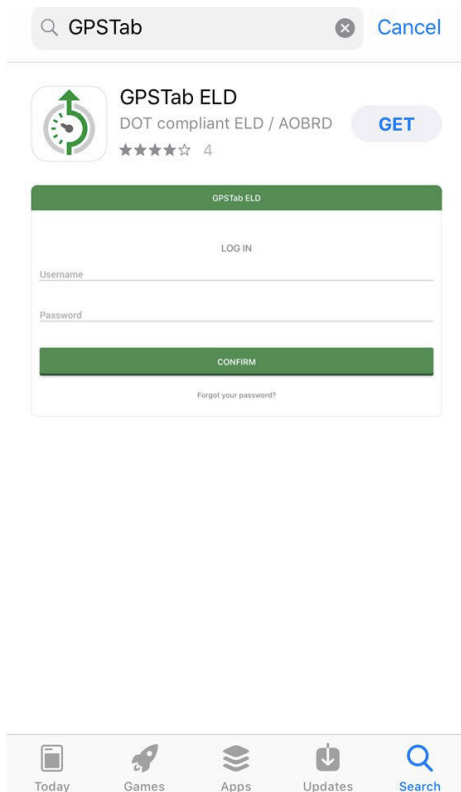 GPSTab Cancel
GPSTab ELD
DOT compliant ELD / AOBRD GET
4
GPSTab ELD
LOG IN
Username
Password
CONFIRM
Forgot your password?
Today Games Apps Updates Search